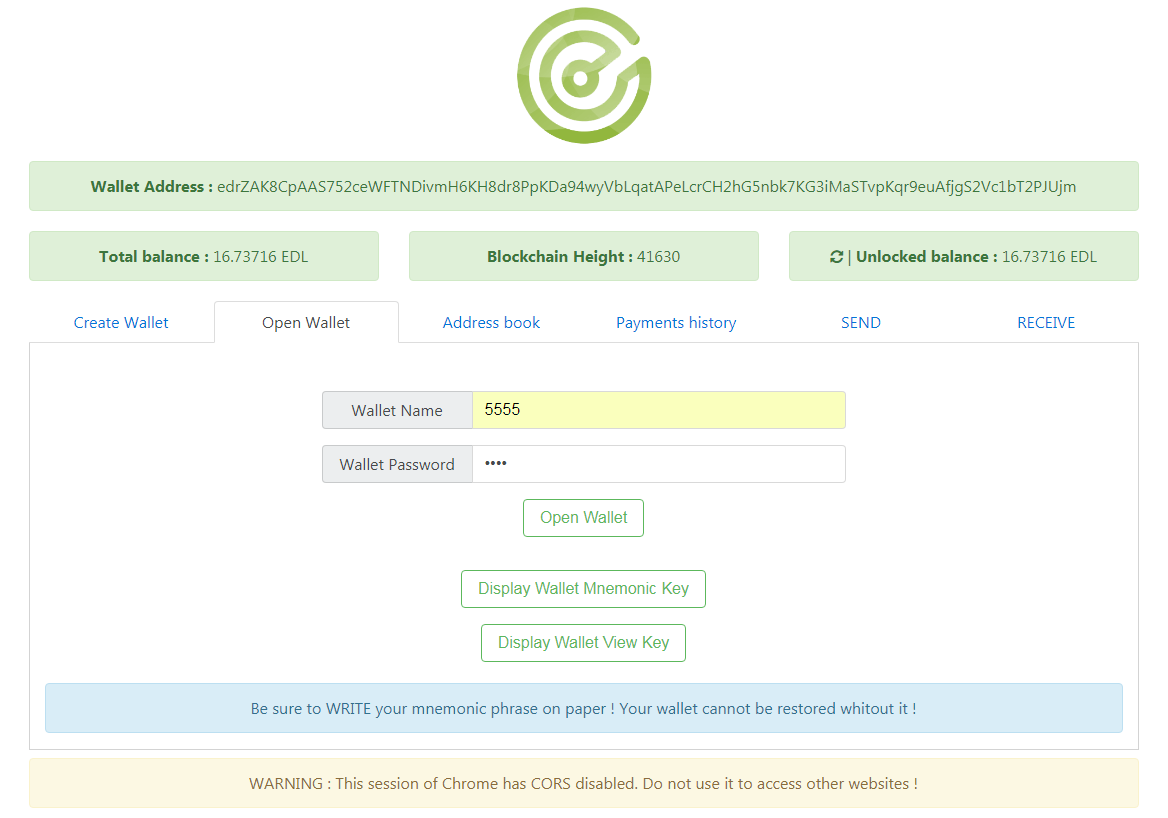 Wallet Address : edrZAK8CpAAS752ceWFTNDivmH6KH8dr8PpKDa94wyVbLqatAPeLcrCH2hG5nbk7KG3iMaSTvpKqr9euAfjgS2Vc1bT2PJUjm
Total balance : 16.73716 EDL
Blockchain Height : 41630
| Unlocked balance : 16.73716 EDL
Create Wallet
Open Wallet
Address book
Payments history
SEND
RECEIVE
Wallet Name
5555
Wallet Password
••••
Open Wallet
Display Wallet Mnemonic Key
Display Wallet View Key
Be sure to WRITE your mnemonic phrase on paper ! Your wallet cannot be restored whitout it !
WARNING : This session of Chrome has CORS disabled. Do not use it to access other websites !